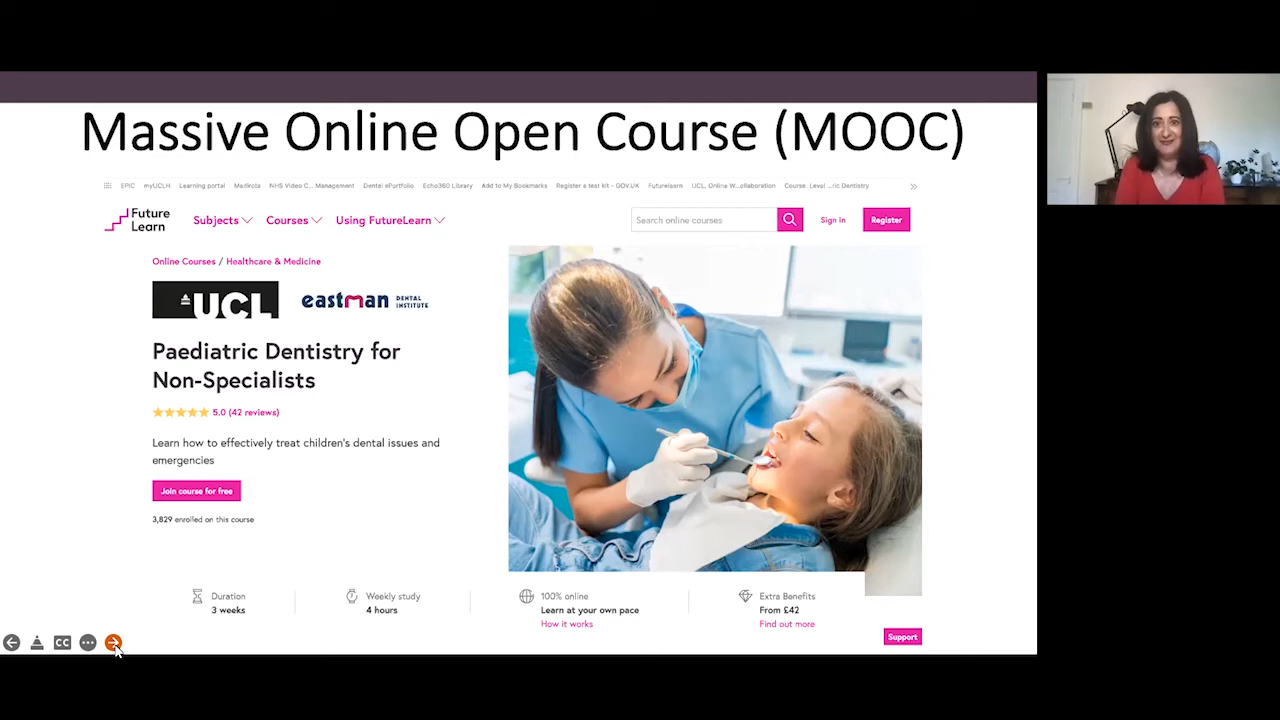 Massive Online Open Course (MOOC)
EPIC myUCLH Learning portal NHS Video C... Management Dental ePortfolio Echo360 Library Add to My Bookmarks Register a test kit - GOV.UK Futurelearn UCL, Online W...ollaboration Course: Level ...ric Dentistry
Future
Learn
Subjects Courses Using FutureLearn Search online courses Sign in Register
Online Courses / Healthcare & Medicine
UCL eastman DENTAL
INSTITUTE
Paediatric Dentistry for
Non-Specialists
5.0 (42 reviews)
Learn how to effectively treat children's dental issues and
emergencies
Join course for free
3,829 enrolled on this course
Duration Weekly study 100% online Extra Benefits
3 weeks 4 hours Learn at your own pace From £42
How it works Find out more
Support
CC